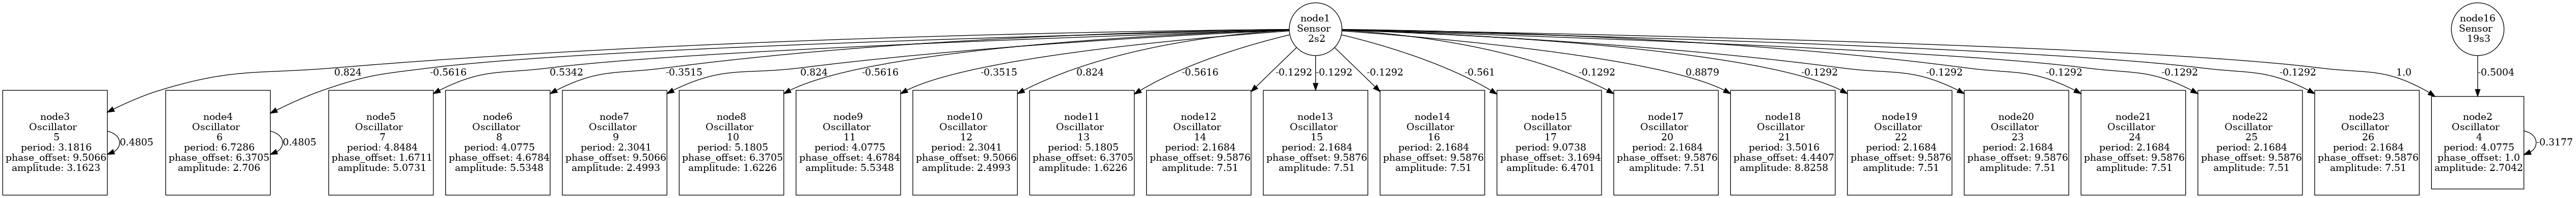 node1
Sensor
2s2
node16
Sensor
19s3
0.824
-0.5616
0.5342
-0.3515
0.824
-0.5616
-0.3515
0.824
-0.5616
-0.1292
-0.1292
-0.1292
-0.561
-0.1292
0.8879
-0.1292
-0.1292
-0.1292
-0.1292
-0.1292
1.0
-0.5004
node3
Oscillator
5
period: 3.1816
phase_offset: 9.5066
amplitude: 3.1623
0.4805
node4
Oscillator
6
period: 6.7286
phase_offset: 6.3705
amplitude: 2.706
0.4805
node5
Oscillator
7
period: 4.8484
phase_offset: 1.6711
amplitude: 5.0731
node6
Oscillator
8
period: 4.0775
phase_offset: 4.6784
amplitude: 5.5348
node7
Oscillator
9
period: 2.3041
phase_offset: 9.5066
amplitude: 2.4993
node8
Oscillator
10
period: 5.1805
phase_offset: 6.3705
amplitude: 1.6226
node9
Oscillator
11
period: 4.0775
phase_offset: 4.6784
amplitude: 5.5348
node10
Oscillator
12
period: 2.3041
phase_offset: 9.5066
amplitude: 2.4993
node11
Oscillator
13
period: 5.1805
phase_offset: 6.3705
amplitude: 1.6226
node12
Oscillator
14
period: 2.1684
phase_offset: 9.5876
amplitude: 7.51
node13
Oscillator
15
period: 2.1684
phase_offset: 9.5876
amplitude: 7.51
node14
Oscillator
16
period: 2.1684
phase_offset: 9.5876
amplitude: 7.51
node15
Oscillator
17
period: 9.0738
phase_offset: 3.1694
amplitude: 6.4701
node17
Oscillator
20
period: 2.1684
phase_offset: 9.5876
amplitude: 7.51
node18
Oscillator
21
period: 3.5016
phase_offset: 4.4407
amplitude: 8.8258
node19
Oscillator
22
period: 2.1684
phase_offset: 9.5876
amplitude: 7.51
node20
Oscillator
23
period: 2.1684
phase_offset: 9.5876
amplitude: 7.51
node21
Oscillator
24
period: 2.1684
phase_offset: 9.5876
amplitude: 7.51
node22
Oscillator
25
period: 2.1684
phase_offset: 9.5876
amplitude: 7.51
node23
Oscillator
26
period: 2.1684
phase_offset: 9.5876
amplitude: 7.51
node2
Oscillator
4
period: 4.0775
phase_offset: 1.0
amplitude: 2.7042
-0.3177